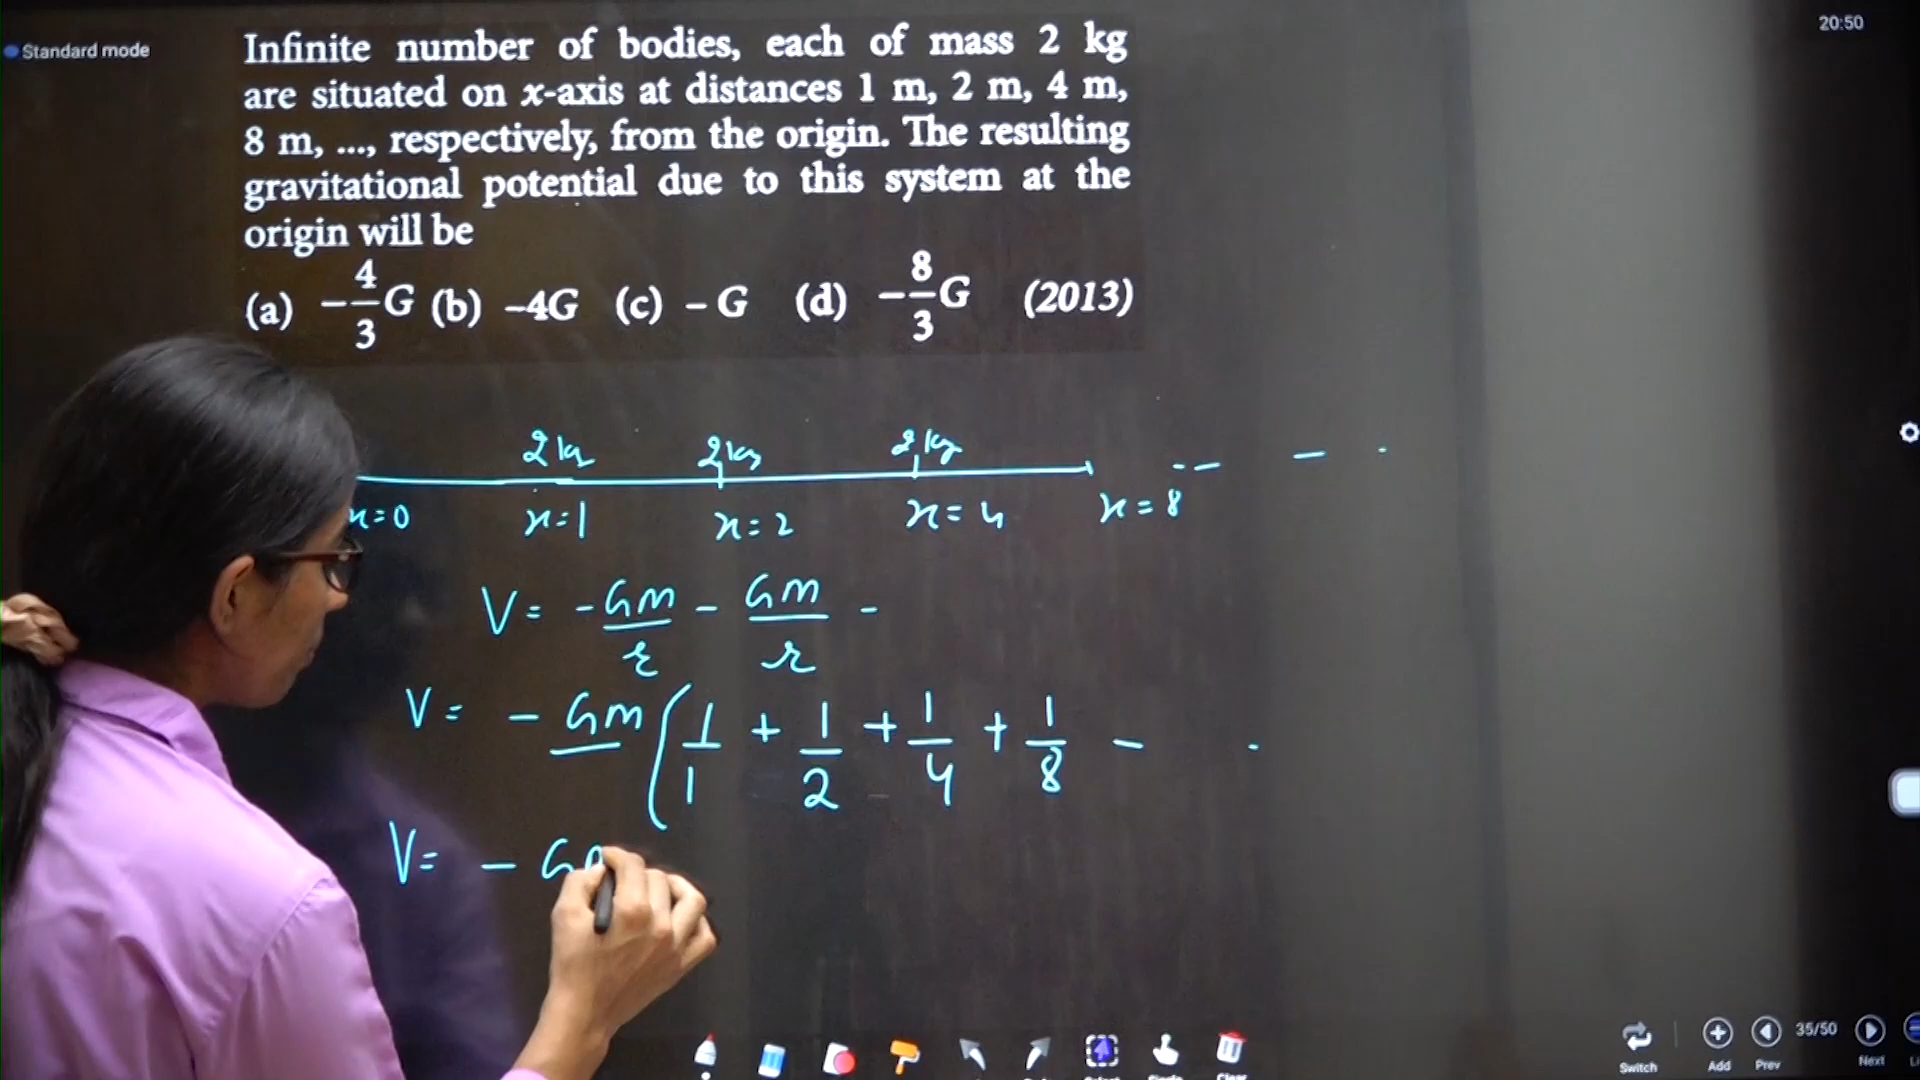 20:50
Standard mode
Infinite number of bodies, each of mass 2 kg
are situated on x-axis at distances 1 m, 2 m, 4 m,
8 m, ..., respectively, from the origin. The resulting
gravitational potential due to this system at the
origin will be
(a) -4/3 G (b) -4G (c) - G (d) -8/3 G (2013)
2kg 2kg 2kg
x=0 x=1 x=2 x=4 x=8
V = - Gm/r - Gm/r -
V = - Gm ( 1/1 + 1/2 + 1/4 + 1/8 -
V = - G
35/50
Switch Add Prev Next
Clear